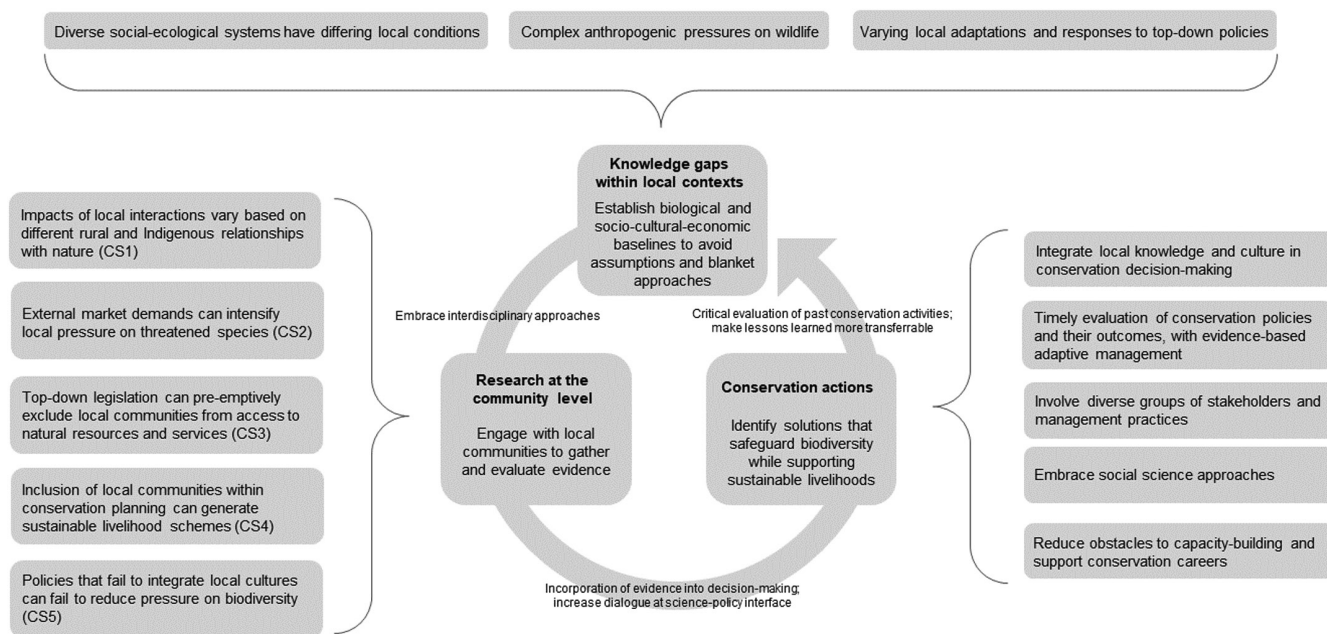 Diverse social-ecological systems have differing local conditions
Complex anthropogenic pressures on wildlife
Varying local adaptations and responses to top-down policies
Knowledge gaps
within local contexts
Establish biological and
socio-cultural-economic
baselines to avoid
assumptions and blanket
approaches
Impacts of local interactions vary based on
different rural and Indigenous relationships
with nature (CS1)
External market demands can intensify
local pressure on threatened species (CS2)
Top-down legislation can pre-emptively
exclude local communities from access to
natural resources and services (CS3)
Inclusion of local communities within
conservation planning can generate
sustainable livelihood schemes (CS4)
Policies that fail to integrate local cultures
can fail to reduce pressure on biodiversity
(CS5)
Embrace interdisciplinary approaches
Critical evaluation of past conservation activities;
make lessons learned more transferrable
Research at the
community level
Engage with local
communities to gather
and evaluate evidence
Conservation actions
Identify solutions that
safeguard biodiversity
while supporting
sustainable livelihoods
Incorporation of evidence into decision-making;
increase dialogue at science-policy interface
Integrate local knowledge and culture in
conservation decision-making
Timely evaluation of conservation policies
and their outcomes, with evidence-based
adaptive management
Involve diverse groups of stakeholders and
management practices
Embrace social science approaches
Reduce obstacles to capacity-building and
support conservation careers